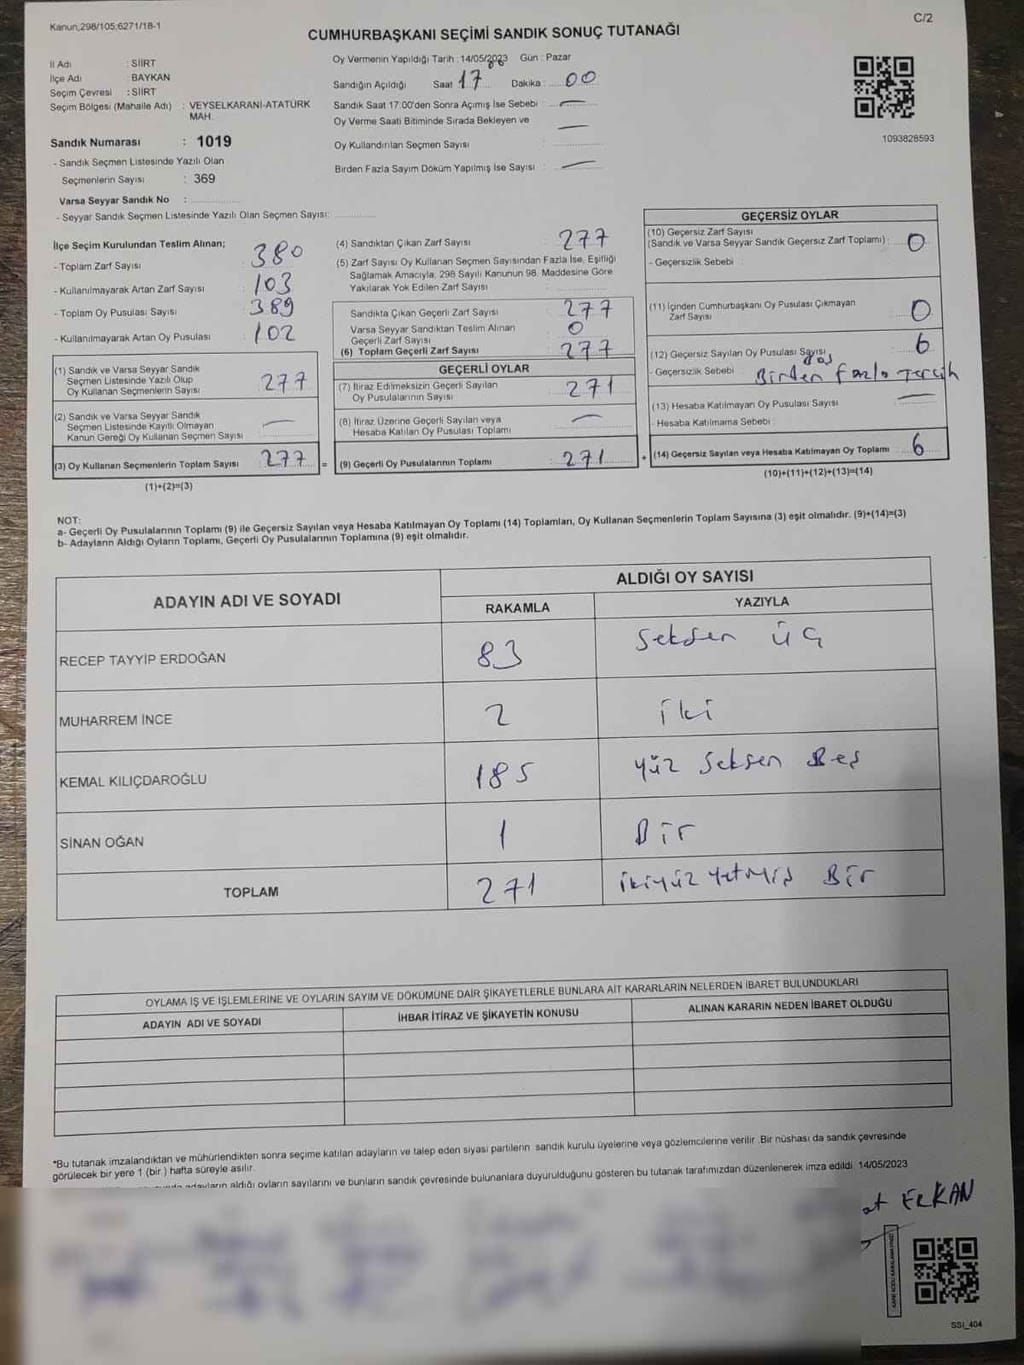 Kanun;298/105;6271/18-1
C/2
CUMHURBAŞKANI SEÇİMİ SANDIK SONUÇ TUTANAĞI
İl Adı : SİİRT
İlçe Adı : BAYKAN
Seçim Çevresi : SİİRT
Seçim Bölgesi (Mahalle Adı) : VEYSELKARANİ-ATATÜRK
MAH.
Sandık Numarası : 1019
- Sandık Seçmen Listesinde Yazılı Olan
Seçmenlerin Sayısı : 369
Varsa Seyyar Sandık No :
- Seyyar Sandık Seçmen Listesinde Yazılı Olan Seçmen Sayısı:
Oy Vermenin Yapıldığı Tarih : 14/05/2023 Gün : Pazar
Sandığın Açıldığı Saat 17 Dakika : 00
Sandık Saat 17:00'den Sonra Açımış İse Sebebi : —
Oy Verme Saati Bitiminde Sırada Bekleyen ve —
Oy Kullandırılan Seçmen Sayısı :
Birden Fazla Sayım Döküm Yapılmış İse Sayısı : —
1093828593
İlçe Seçim Kurulundan Teslim Alınan;
- Toplam Zarf Sayısı : 380
- Kullanılmayarak Artan Zarf Sayısı : 103
- Toplam Oy Pusulası Sayısı : 389
- Kullanılmayarak Artan Oy Pusulası : 102
(1) Sandık ve Varsa Seyyar Sandık
Seçmen Listesinde Yazılı Olup
Oy Kullanan Seçmenlerin Sayısı : 277
(2) Sandık ve Varsa Seyyar Sandık
Seçmen Listesinde Kayıtlı Olmayan
Kanun Gereği Oy Kullanan Seçmen Sayısı : —
(3) Oy Kullanan Seçmenlerin Toplam Sayısı : 277 =
(1)+(2)=(3)
(4) Sandıktan Çıkan Zarf Sayısı : 277
(5) Zarf Sayısı Oy Kullanan Seçmen Sayısından Fazla İse, Eşitliği
Sağlamak Amacıyla, 298 Sayılı Kanunun 98. Maddesine Göre
Yakılarak Yok Edilen Zarf Sayısı :
Sandıkta Çıkan Geçerli Zarf Sayısı : 277
Varsa Seyyar Sandıktan Teslim Alınan
Geçerli Zarf Sayısı : 0
(6) Toplam Geçerli Zarf Sayısı : 277
GEÇERLİ OYLAR
(7) İtiraz Edilmeksizin Geçerli Sayılan
Oy Pusulalarının Sayısı : 271
(8) İtiraz Üzerine Geçerli Sayılan veya
Hesaba Katılan Oy Pusulası Toplamı : —
(9) Geçerli Oy Pusulalarının Toplamı : 271 +
GEÇERSİZ OYLAR
(10) Geçersiz Zarf Sayısı
(Sandık ve Varsa Seyyar Sandık Geçersiz Zarf Toplamı) : 0
- Geçersizlik Sebebi :
(11) İçinden Cumhurbaşkanı Oy Pusulası Çıkmayan
Zarf Sayısı : 0
(12) Geçersiz Sayılan Oy Pusulası Sayısı : 6
- Geçersizlik Sebebi : Birden fazla Tercih
(13) Hesaba Katılmayan Oy Pusulası Sayısı : —
- Hesaba Katılmama Sebebi :
(14) Geçersiz Sayılan veya Hesaba Katılmayan Oy Toplamı : 6
(10)+(11)+(12)+(13)=(14)
NOT:
a- Geçerli Oy Pusulalarının Toplamı (9) ile Geçersiz Sayılan veya Hesaba Katılmayan Oy Toplamı (14) Toplamları, Oy Kullanan Seçmenlerin Toplam Sayısına (3) eşit olmalıdır. (9)+(14)=(3)
b- Adayların Aldığı Oyların Toplamı, Geçerli Oy Pusulalarının Toplamına (9) eşit olmalıdır.
ADAYIN ADI VE SOYADI
ALDIĞI OY SAYISI
RAKAMLA YAZIYLA
RECEP TAYYİP ERDOĞAN 83 Seksen üç
MUHARREM İNCE 2 iki
KEMAL KILIÇDAROĞLU 185 yüz Seksen Beş
SİNAN OĞAN 1 Bir
TOPLAM 271 ikiyüz yetmiş Bir
OYLAMA İŞ VE İŞLEMLERİNE VE OYLARIN SAYIM VE DÖKÜMÜNE DAİR ŞİKAYETLERLE BUNLARA AİT KARARLARIN NELERDEN İBARET BULUNDUKLARI
ADAYIN ADI VE SOYADI
İHBAR İTİRAZ VE ŞİKAYETİN KONUSU
ALINAN KARARIN NEDEN İBARET OLDUĞU
*Bu tutanak imzalandıktan ve mühürlendikten sonra seçime katılan adayların ve talep eden siyasi partilerin sandık kurulu üyelerine veya gözlemcilerine verilir. Bir nüshası da sandık çevresinde
görülecek bir yere 1 (bir) hafta süreyle asılır.
adayların aldığı oyların sayılarını ve bunların sandık çevresinde bulunanlara duyurulduğunu gösteren bu tutanak tarafımızdan düzenlenerek imza edildi. 14/05/2023
at ERKAN
SSI_404